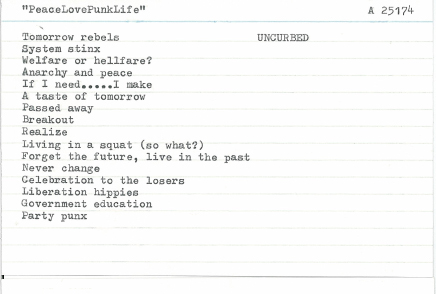 "PeaceLovePunkLife" A 25174
Tomorrow rebels UNCURBED
System stinx
Welfare or hellfare?
Anarchy and peace
If I need.....I make
A taste of tomorrow
Passed away
Breakout
Realize
Living in a squat (so what?)
Forget the future, live in the past
Never change
Celebration to the losers
Liberation hippies
Government education
Party punx